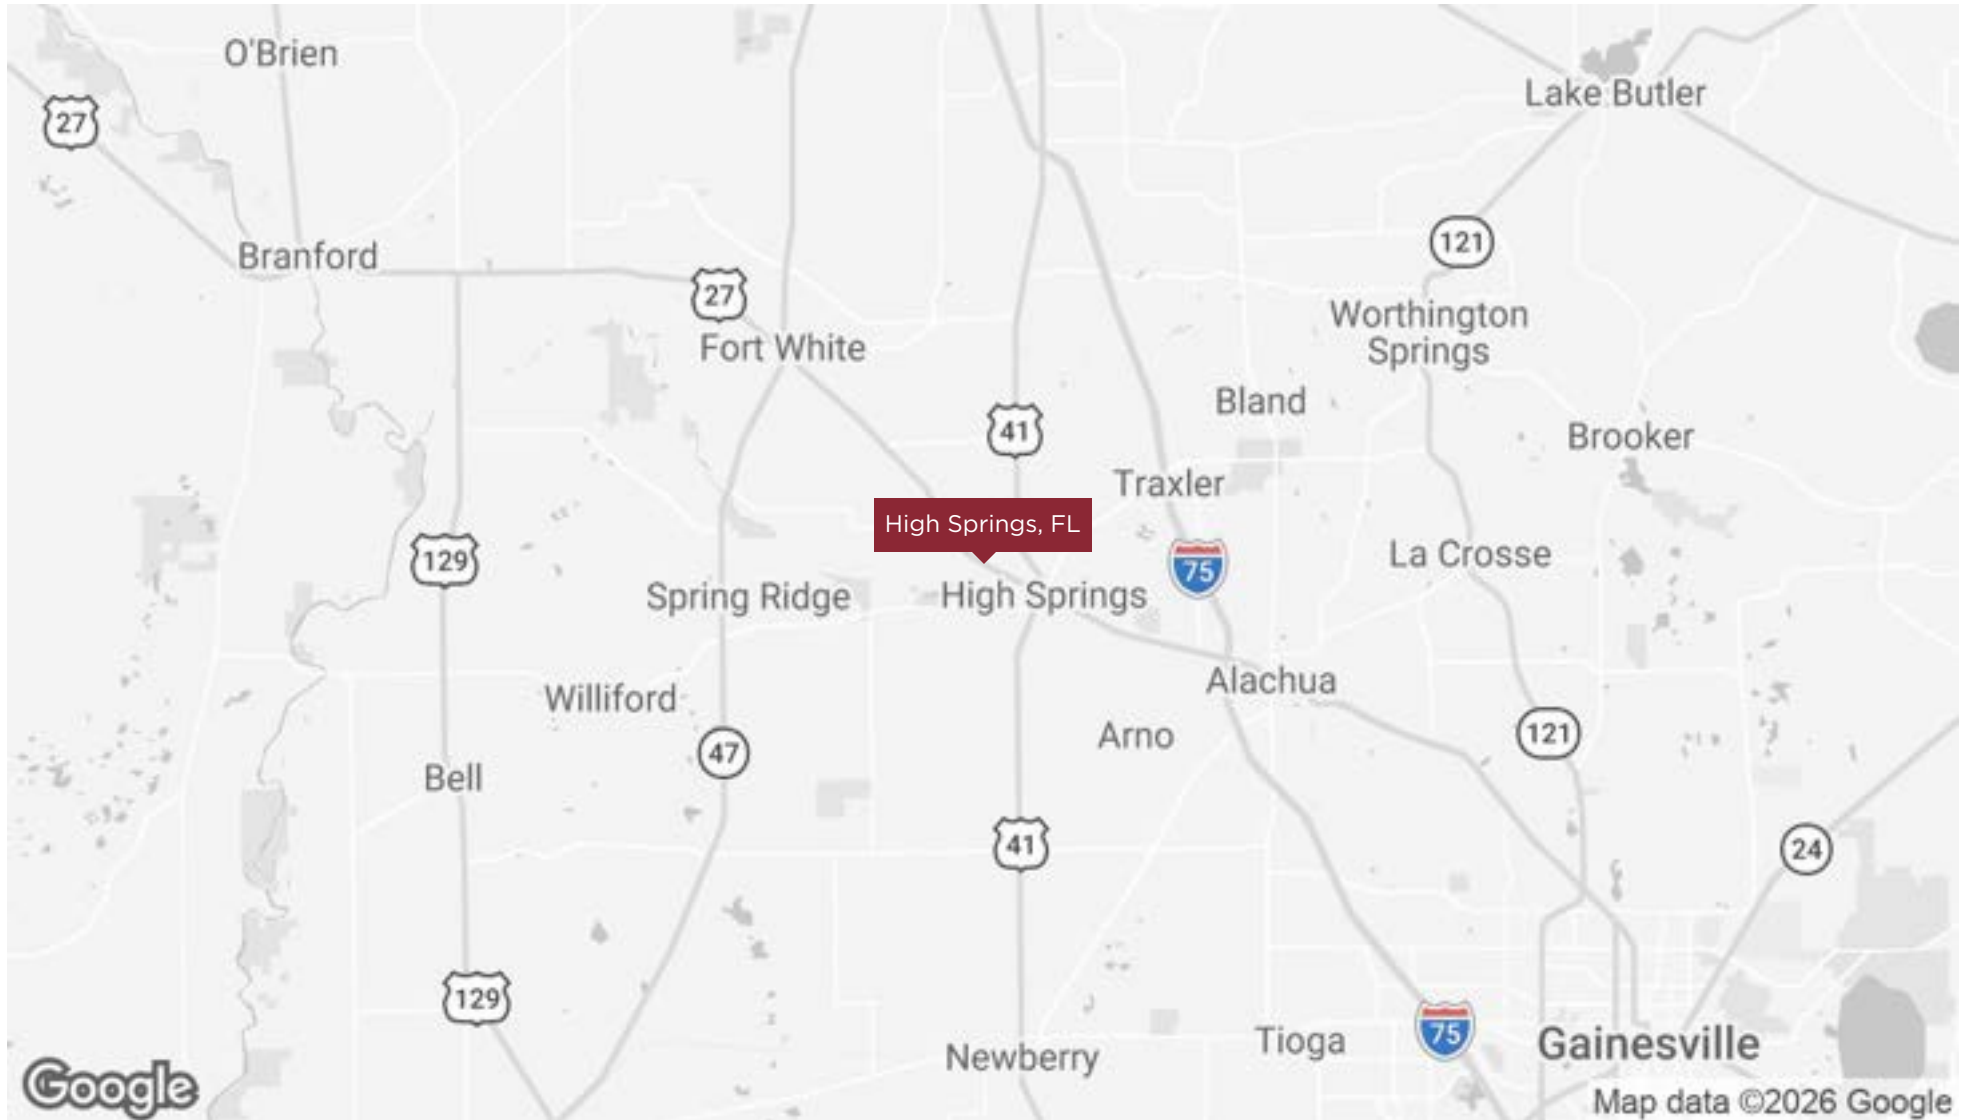 O'Brien
Lake Butler
27
121
Branford
27
Worthington
Springs
Fort White
Bland
41
Brooker
Traxler
High Springs, FL
129
75
La Crosse
Spring Ridge
High Springs
Alachua
Williford
Arno
121
47
Bell
41
24
129
75
Tioga
Gainesville
Newberry
Google
Map data ©2026 Google